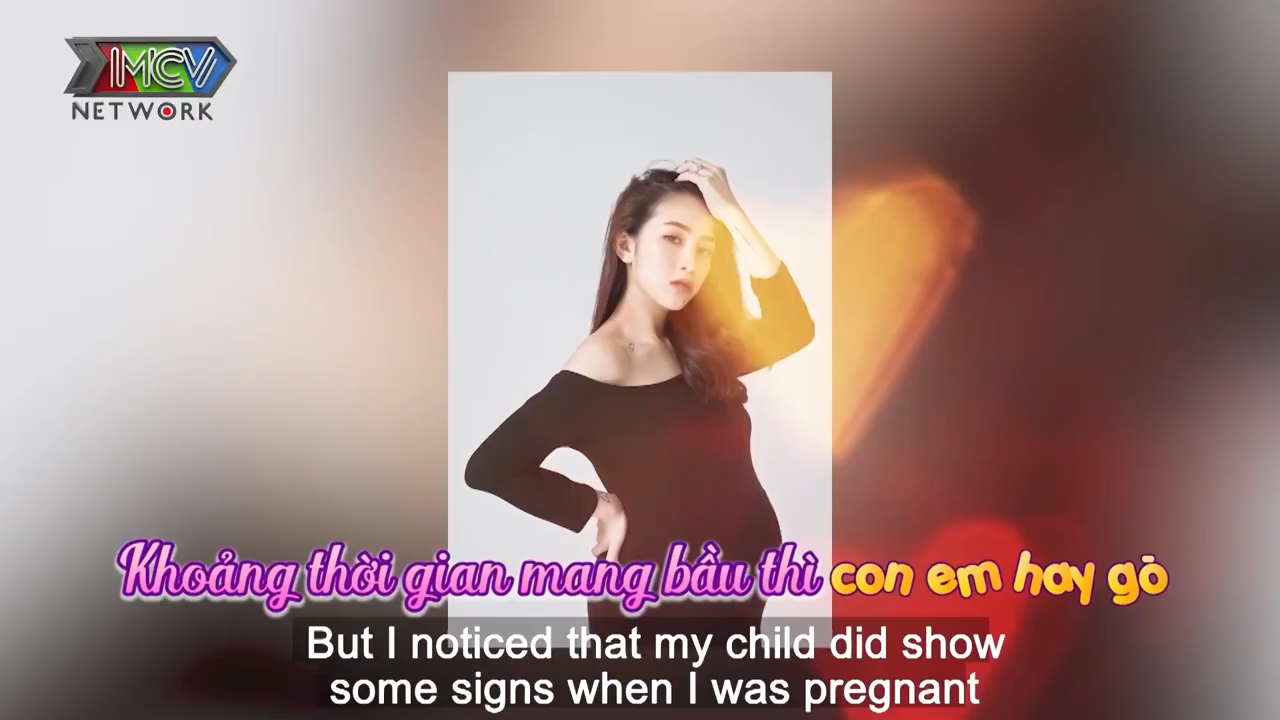 MCV
NETWORK
Khoảng thời gian mang bầu thì con em hay gò
But I noticed that my child did show
some signs when I was pregnant